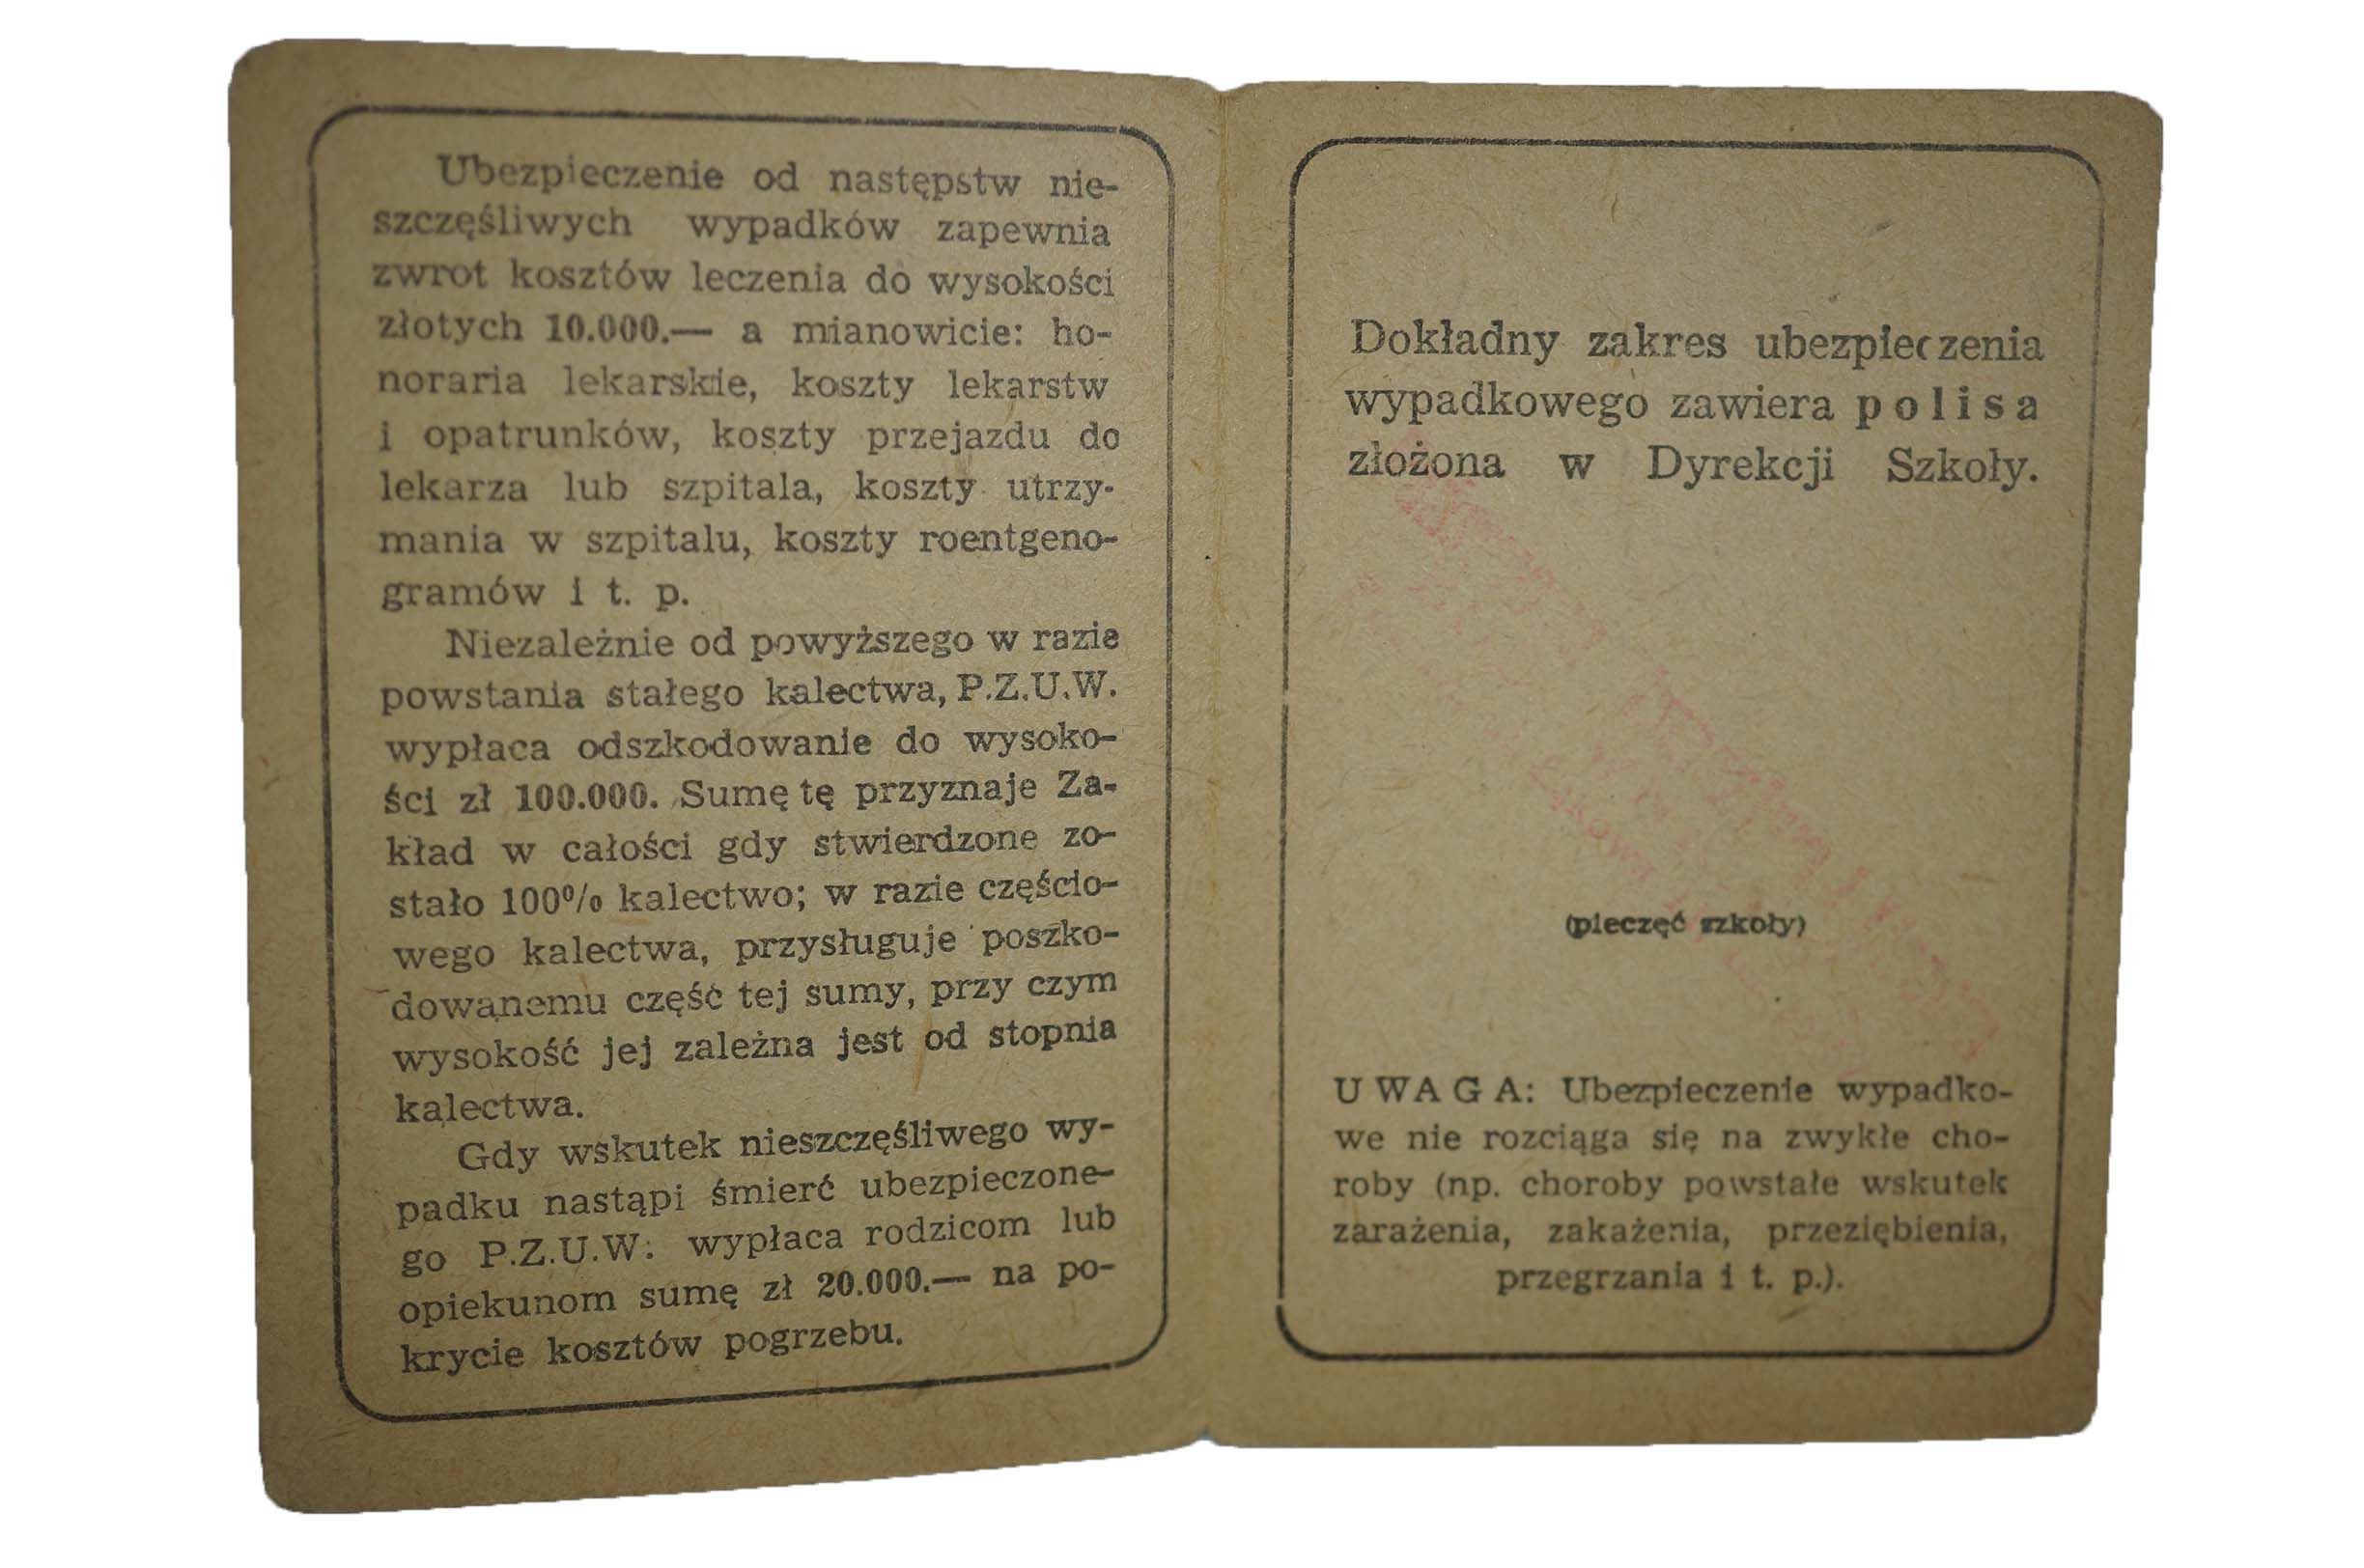 Ubezpieczenie od następstw nie-
szczęśliwych wypadków zapewnia
zwrot kosztów leczenia do wysokości
złotych 10.000.— a mianowicie: ho-
noraria lekarskie, koszty lekarstw
i opatrunków, koszty przejazdu do
lekarza lub szpitala, koszty utrzy-
mania w szpitalu, koszty roentgeno-
gramów i t. p.
Niezależnie od powyższego w razie
powstania stałego kalectwa, P.Z.U.W.
wypłaca odszkodowanie do wysoko-
ści zł 100.000. Sumę tę przyznaje Za-
kład w całości gdy stwierdzone zo-
stało 100% kalectwo; w razie częścio-
wego kalectwa, przysługuje poszko-
dowanemu część tej sumy, przy czym
wysokość jej zależna jest od stopnia
kalectwa.
Gdy wskutek nieszczęśliwego wy-
padku nastąpi śmierć ubezpieczone-
go P.Z.U.W. wypłaca rodzicom lub
opiekunom sumę zł 20.000.— na po-
krycie kosztów pogrzebu.
Dokładny zakres ubezpieczenia
wypadkowego zawiera polisa
złożona w Dyrekcji Szkoły.
(pieczęć szkoły)
UWAGA: Ubezpieczenie wypadko-
we nie rozciąga się na zwykłe cho-
roby (np. choroby powstałe wskutek
zarażenia, zakażenia, przeziębienia,
przegrzania i t. p.).